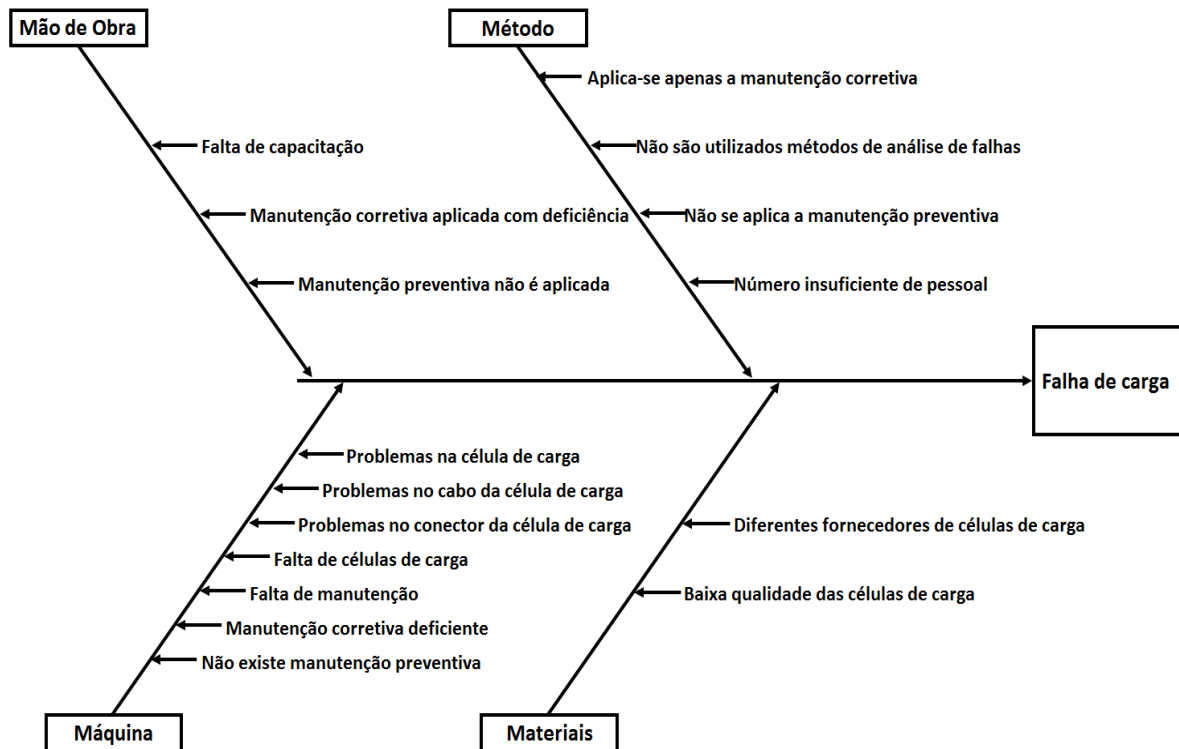 Mão de Obra
Método
Aplica-se apenas a manutenção corretiva
Falta de capacitação
Não são utilizados métodos de análise de falhas
Manutenção corretiva aplicada com deficiência
Não se aplica a manutenção preventiva
Manutenção preventiva não é aplicada
Número insuficiente de pessoal
Falha de carga
Problemas na célula de carga
Problemas no cabo da célula de carga
Problemas no conector da célula de carga
Diferentes fornecedores de células de carga
Falta de células de carga
Falta de manutenção
Baixa qualidade das células de carga
Manutenção corretiva deficiente
Não existe manutenção preventiva
Máquina
Materiais